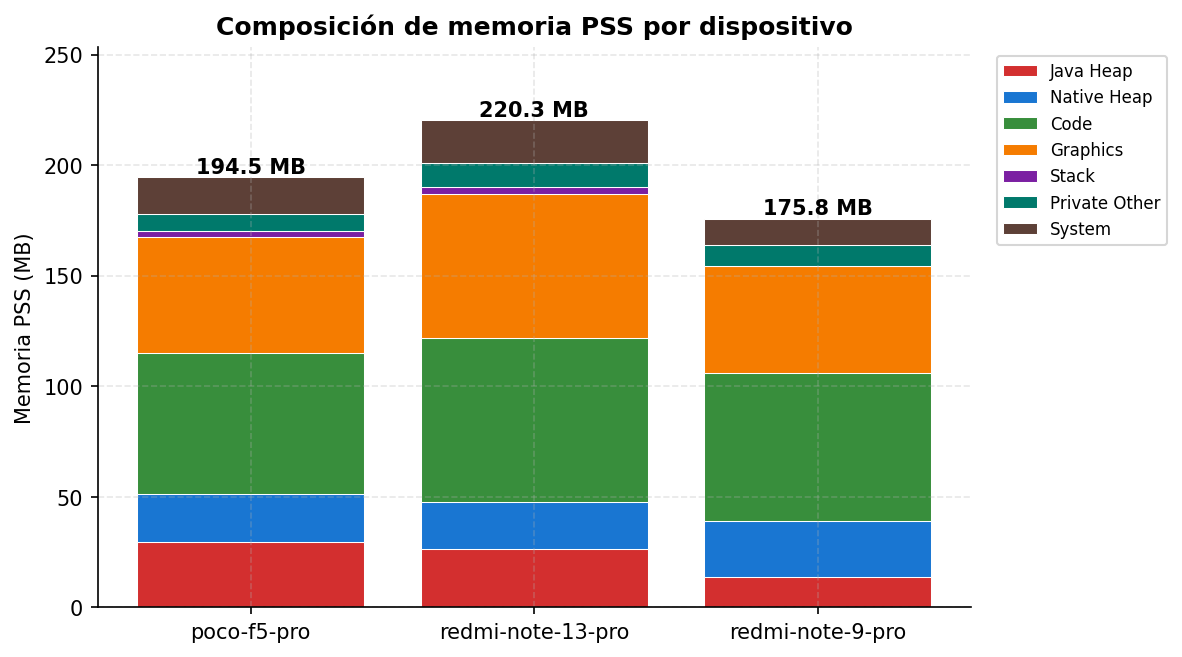 Composición de memoria PSS por dispositivo
Memoria PSS (MB)
250
200
150
100
50
0
194.5 MB
220.3 MB
175.8 MB
poco-f5-pro
redmi-note-13-pro
redmi-note-9-pro
Java Heap
Native Heap
Code
Graphics
Stack
Private Other
System